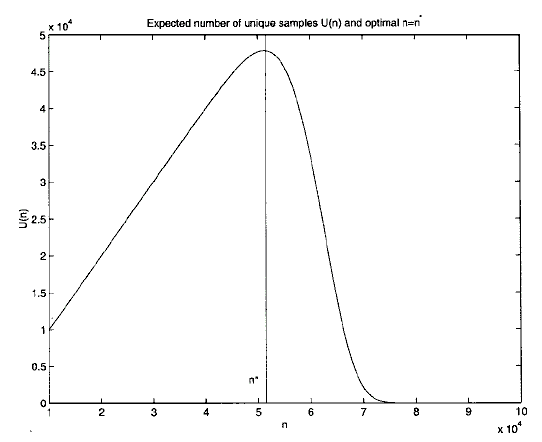 Expected number of unique samples U(n) and optimal n=n*
x 10^4
5
4.5
4
3.5
3
2.5
2
1.5
1
0.5
0
U(n)
n*
1 2 3 4 5 6 7 8 9 10
n
x 10^4